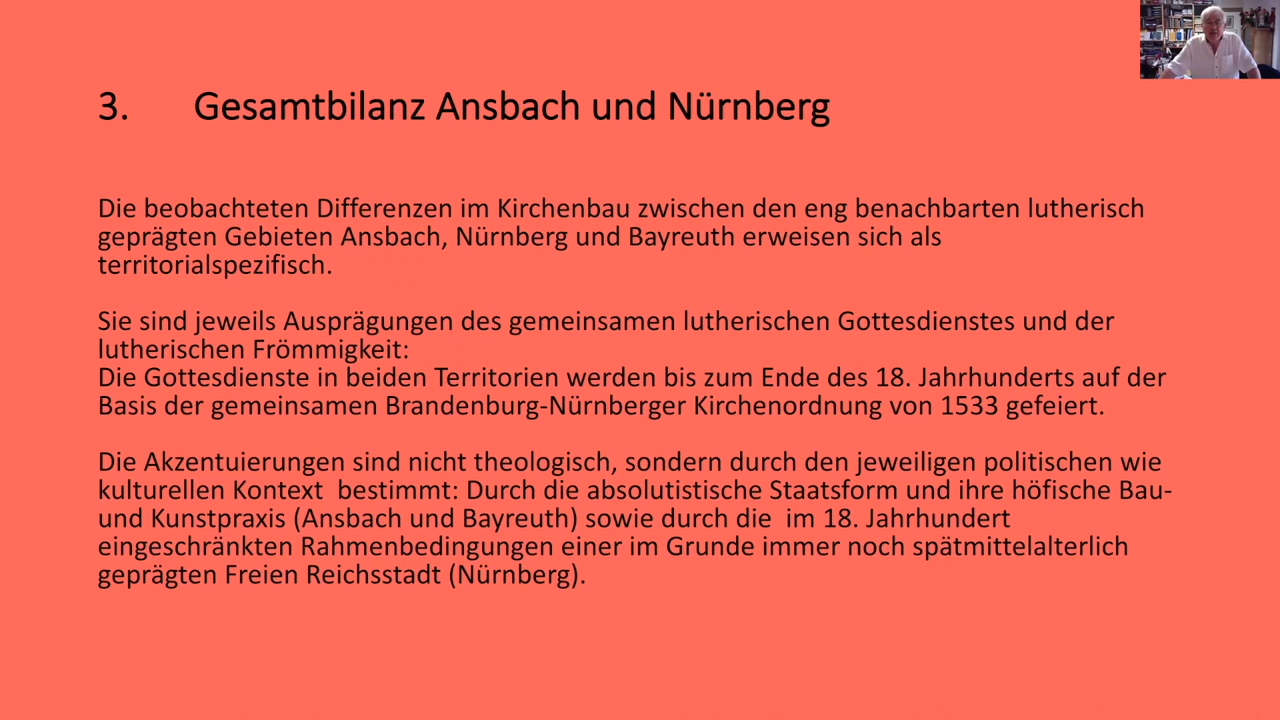 3. Gesamtbilanz Ansbach und Nürnberg
Die beobachteten Differenzen im Kirchenbau zwischen den eng benachbarten lutherisch
geprägten Gebieten Ansbach, Nürnberg und Bayreuth erweisen sich als
territorialspezifisch.
Sie sind jeweils Ausprägungen des gemeinsamen lutherischen Gottesdienstes und der
lutherischen Frömmigkeit:
Die Gottesdienste in beiden Territorien werden bis zum Ende des 18. Jahrhunderts auf der
Basis der gemeinsamen Brandenburg-Nürnberger Kirchenordnung von 1533 gefeiert.
Die Akzentuierungen sind nicht theologisch, sondern durch den jeweiligen politischen wie
kulturellen Kontext  bestimmt: Durch die absolutistische Staatsform und ihre höfische Bau-
und Kunstpraxis (Ansbach und Bayreuth) sowie durch die  im 18. Jahrhundert
eingeschränkten Rahmenbedingungen einer im Grunde immer noch spätmittelalterlich
geprägten Freien Reichsstadt (Nürnberg).